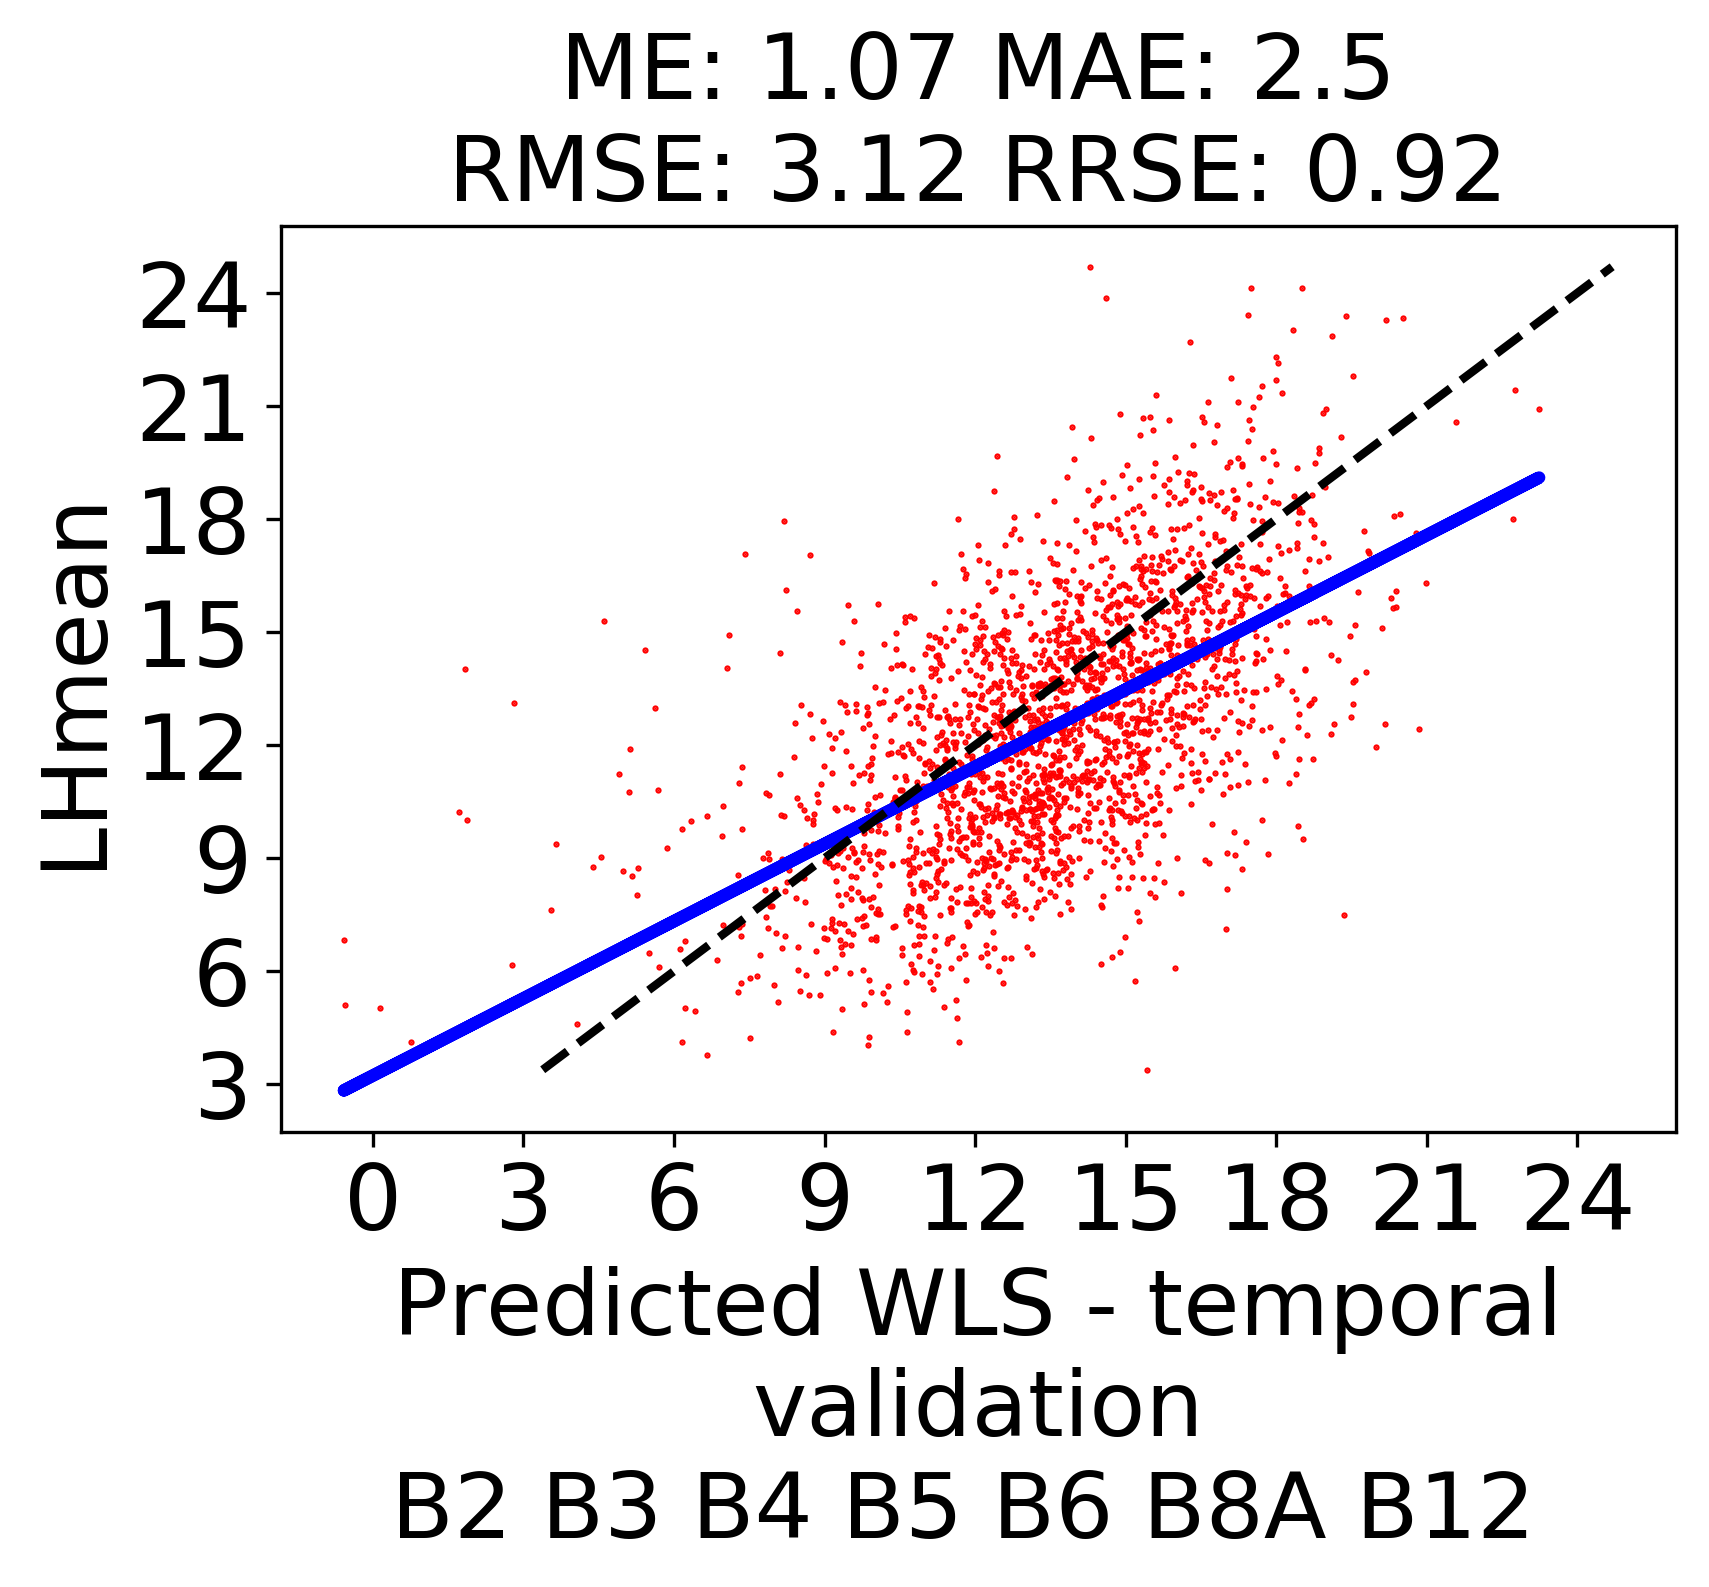 ME: 1.07 MAE: 2.5
RMSE: 3.12 RRSE: 0.92
LHmean
24
21
18
15
12
9
6
3
0 3 6 9 12 15 18 21 24
Predicted WLS - temporal
validation
B2 B3 B4 B5 B6 B8A B12